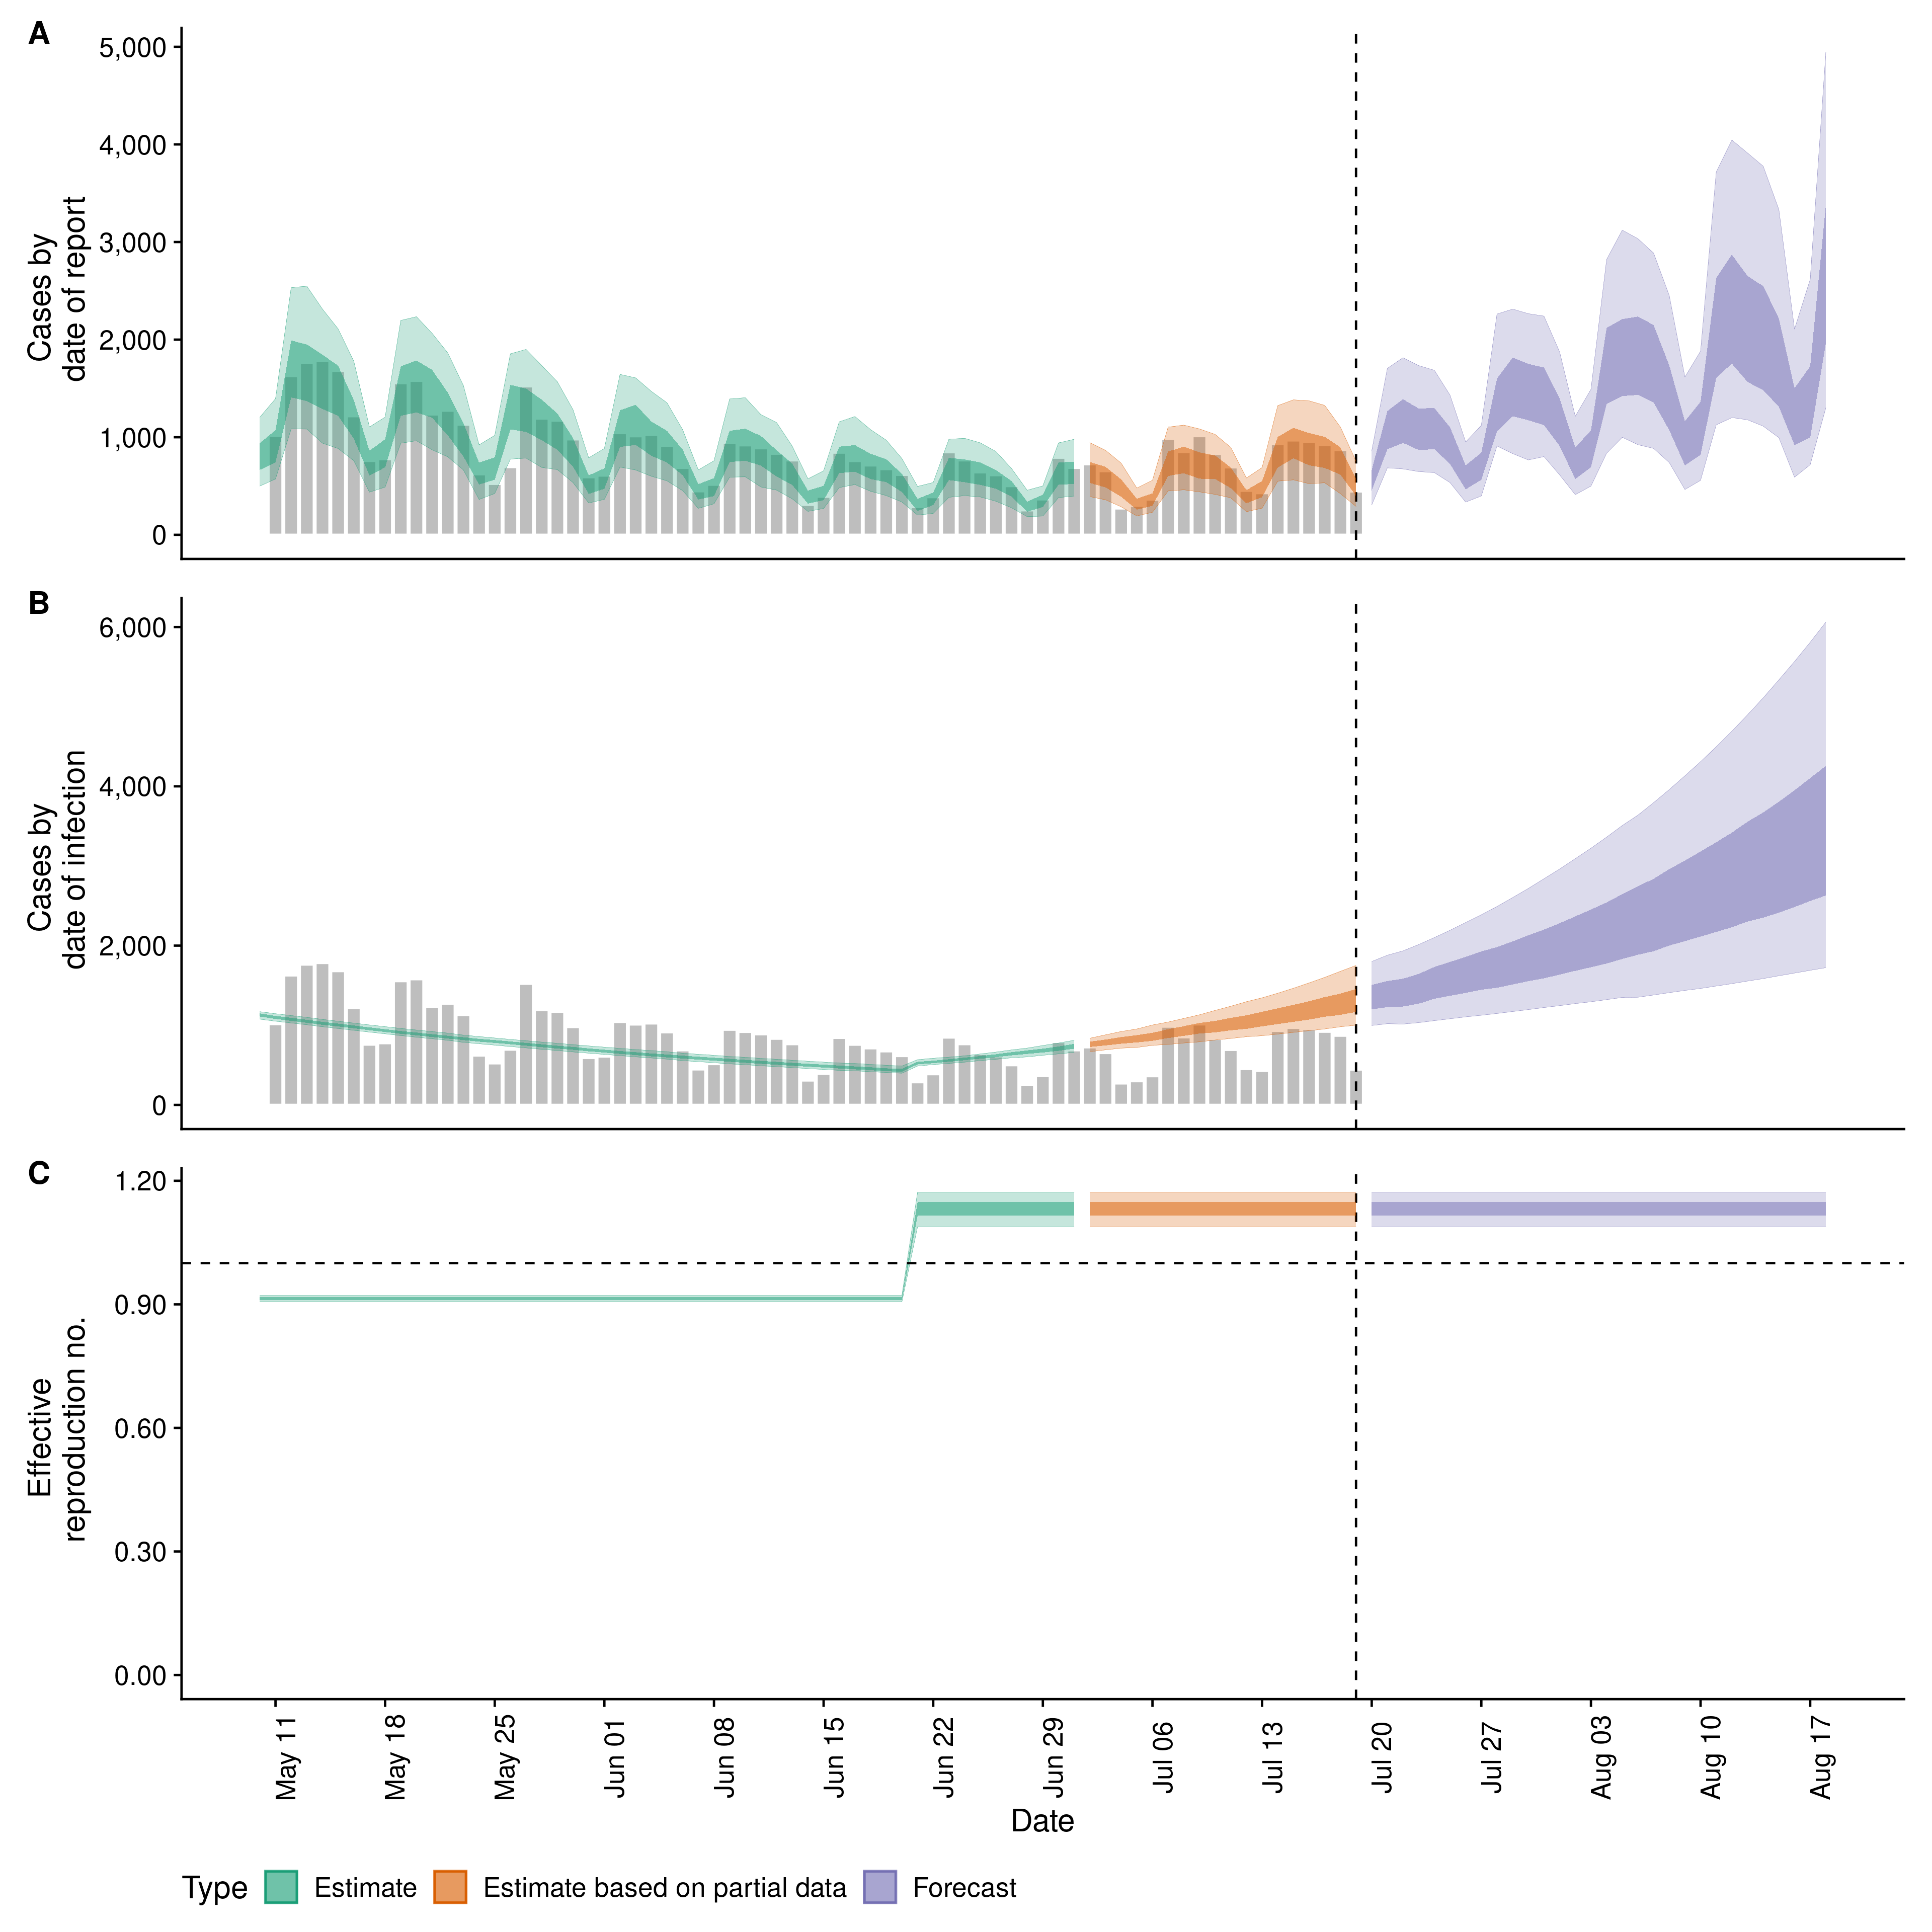 A
5,000
4,000
3,000
2,000
1,000
0
Cases by
date of report
B
6,000
4,000
2,000
0
Cases by
date of infection
C
1.20
0.90
0.60
0.30
0.00
Effective
reproduction no.
May 11
May 18
May 25
Jun 01
Jun 08
Jun 15
Jun 22
Jun 29
Jul 06
Jul 13
Jul 20
Jul 27
Aug 03
Aug 10
Aug 17
Date
Type Estimate Estimate based on partial data Forecast